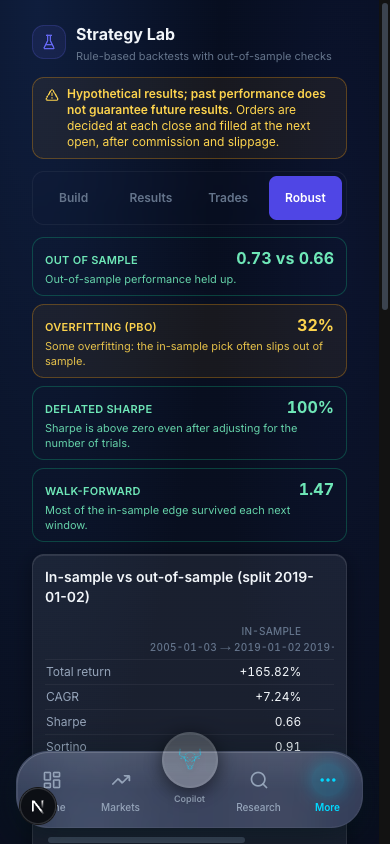 Strategy Lab
Rule-based backtests with out-of-sample checks
Hypothetical results; past performance does
not guarantee future results. Orders are
decided at each close and filled at the next
open, after commission and slippage.
Build Results Trades Robust
OUT OF SAMPLE 0.73 vs 0.66
Out-of-sample performance held up.
OVERFITTING (PBO) 32%
Some overfitting: the in-sample pick often slips out of
sample.
DEFLATED SHARPE 100%
Sharpe is above zero even after adjusting for the
number of trials.
WALK-FORWARD 1.47
Most of the in-sample edge survived each next
window.
In-sample vs out-of-sample (split 2019-
01-02)
IN-SAMPLE
2005-01-03 → 2019-01-02 2019-
Total return +165.82%
CAGR +7.24%
Sharpe 0.66
Sortino 0.91
N
Markets Copilot Research More